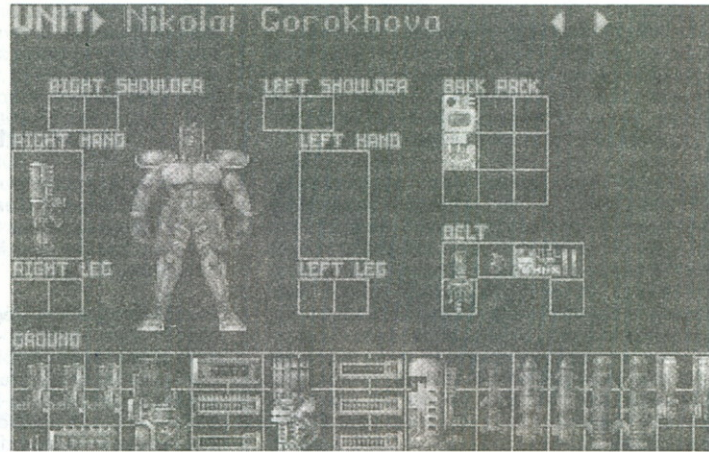 UNIT> Nikolai Gorokhova
RIGHT SHOULDER LEFT SHOULDER BACK PACK
RIGHT HAND LEFT HAND
BELT
RIGHT LEG LEFT LEG
GROUND